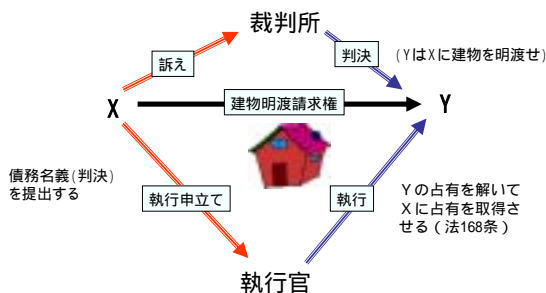 裁判所
訴え
判決
(YはXに建物を明渡せ)
X
建物明渡請求権
Y
債務名義(判決)
を提出する
執行申立て
執行
Yの占有を解いて
Xに占有を取得さ
せる(法168条)
執行官